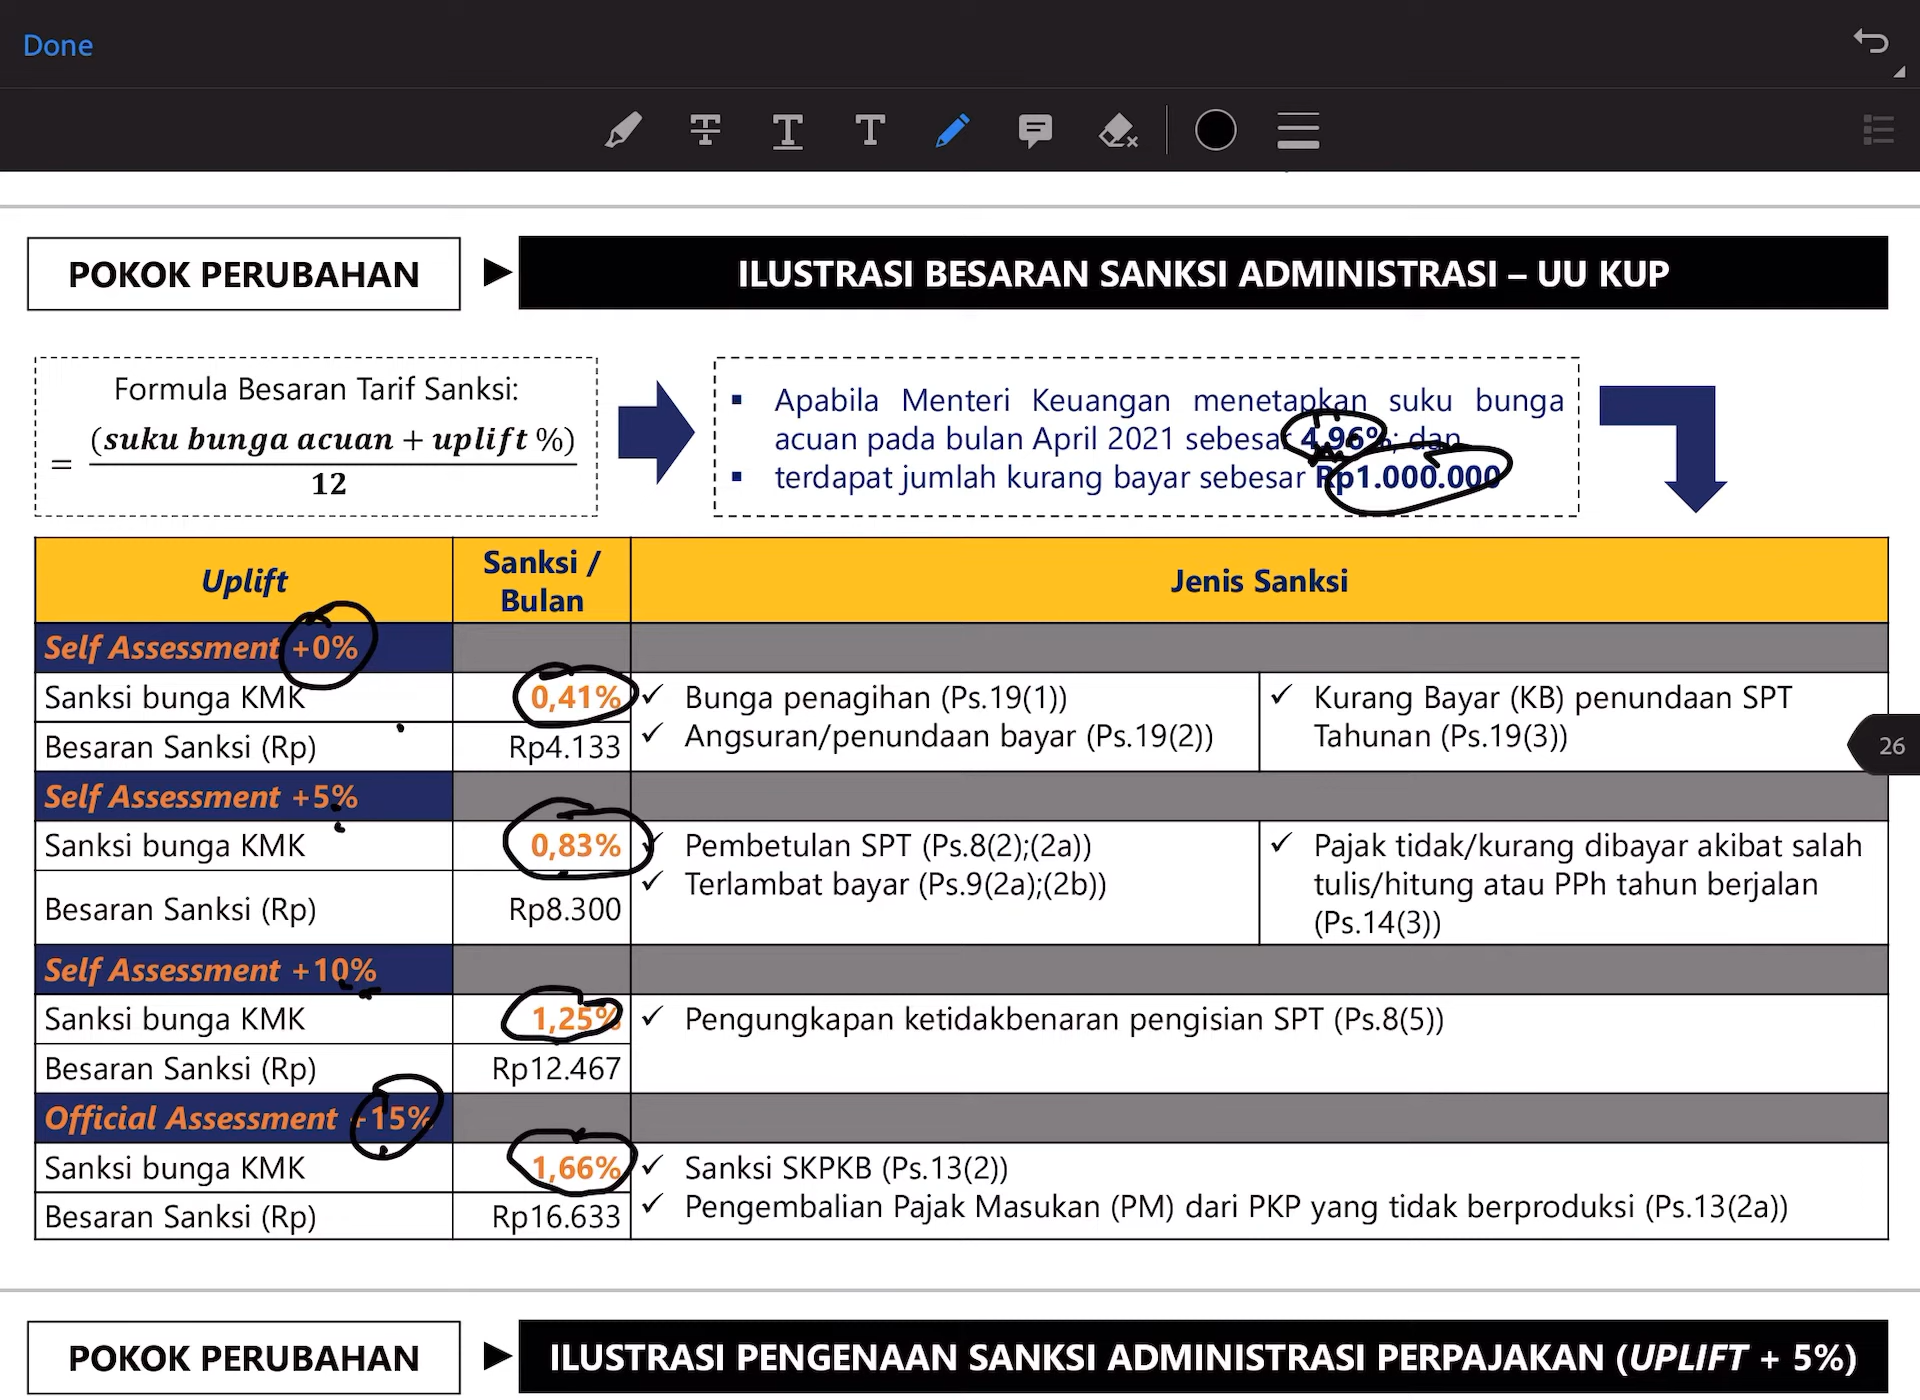 Done
POKOK PERUBAHAN
ILUSTRASI BESARAN SANKSI ADMINISTRASI – UU KUP
Formula Besaran Tarif Sanksi:
= (suku bunga acuan + uplift %)
12
▪ Apabila Menteri Keuangan menetapkan suku bunga
acuan pada bulan April 2021 sebesar 4,96%; dan
▪ terdapat jumlah kurang bayar sebesar Rp1.000.000
Uplift
Sanksi /
Bulan
Jenis Sanksi
Self Assessment +0%
Sanksi bunga KMK
0,41%
Besaran Sanksi (Rp)
Rp4.133
✓ Bunga penagihan (Ps.19(1))
✓ Angsuran/penundaan bayar (Ps.19(2))
✓ Kurang Bayar (KB) penundaan SPT
Tahunan (Ps.19(3))
26
Self Assessment +5%
Sanksi bunga KMK
0,83%
Besaran Sanksi (Rp)
Rp8.300
✓ Pembetulan SPT (Ps.8(2);(2a))
✓ Terlambat bayar (Ps.9(2a);(2b))
✓ Pajak tidak/kurang dibayar akibat salah
tulis/hitung atau PPh tahun berjalan
(Ps.14(3))
Self Assessment +10%
Sanksi bunga KMK
1,25%
Besaran Sanksi (Rp)
Rp12.467
✓ Pengungkapan ketidakbenaran pengisian SPT (Ps.8(5))
Official Assessment +15%
Sanksi bunga KMK
1,66%
Besaran Sanksi (Rp)
Rp16.633
✓ Sanksi SKPKB (Ps.13(2))
✓ Pengembalian Pajak Masukan (PM) dari PKP yang tidak berproduksi (Ps.13(2a))
POKOK PERUBAHAN
ILUSTRASI PENGENAAN SANKSI ADMINISTRASI PERPAJAKAN (UPLIFT + 5%)